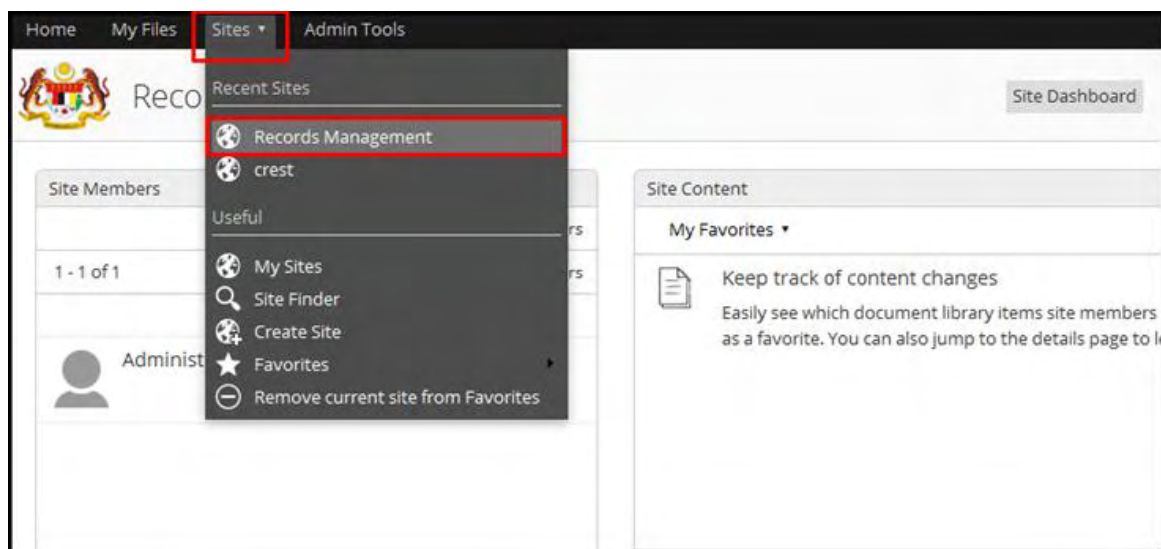 Home My Files Sites Admin Tools
Reco
Site Dashboard
Recent Sites
Records Management
crest
Useful
My Sites
Site Finder
Create Site
Favorites
Remove current site from Favorites
Site Members
rs
1 - 1 of 1
rs
Administ
Site Content
My Favorites
Keep track of content changes
Easily see which document library items site members
as a favorite. You can also jump to the details page to l